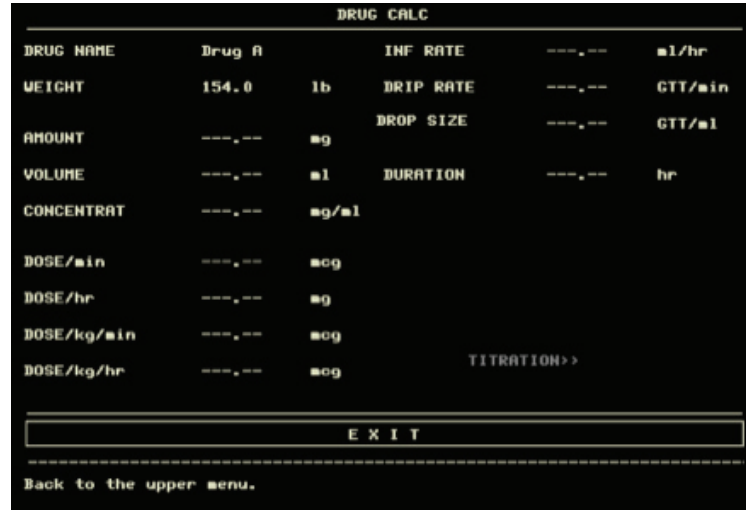 DRUG CALC
DRUG NAME Drug A INF RATE ---.-- ml/hr
WEIGHT 154.0 lb DRIP RATE ---.-- GTT/min
DROP SIZE ---.-- GTT/ml
AMOUNT ---.-- mg
VOLUME ---.-- ml DURATION ---.-- hr
CONCENTRAT ---.-- mg/ml
DOSE/min ---.-- mcg
DOSE/hr ---.-- mg
DOSE/kg/min ---.-- mcg
DOSE/kg/hr ---.-- mcg
TITRATION>>
E X I T
Back to the upper menu.